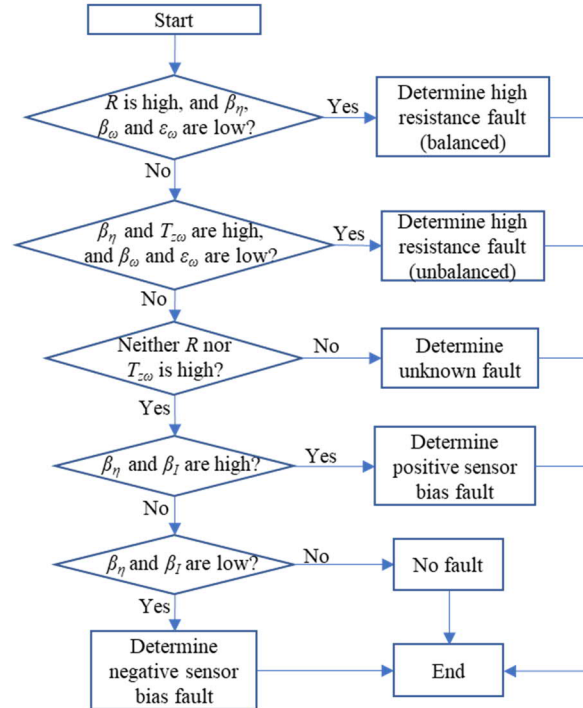 Start
R is high, and βη,
βω and εω are low?
Yes
Determine high
resistance fault
(balanced)
No
βη and Tzω are high,
and βω and εω are low?
Yes
Determine high
resistance fault
(unbalanced)
No
Neither R nor
Tzω is high?
No
Determine
unknown fault
Yes
βη and βI are high?
Yes
Determine
positive sensor
bias fault
No
βη and βI are low?
No
No fault
Yes
Determine
negative sensor
bias fault
End